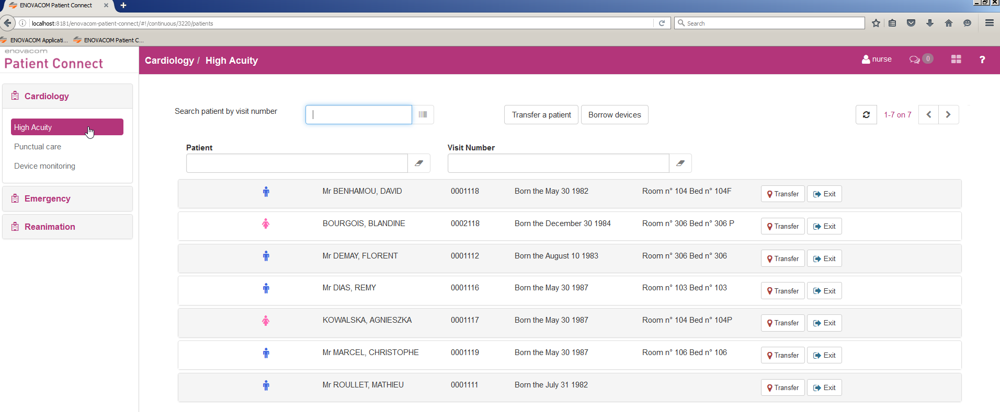 ENOVACOM Patient Connect
localhost:8181/enovacom-patient-connect/#!/continuous/3220/patients
Search
ENOVACOM Applicati...
ENOVACOM Patient C...
enovacom
Patient Connect
Cardiology / High Acuity
nurse
0
?
Cardiology
High Acuity
Punctual care
Device monitoring
Emergency
Reanimation
Search patient by visit number
Transfer a patient
Borrow devices
1-7 on 7
Patient
Visit Number
Mr BENHAMOU, DAVID 0001118 Born the May 30 1982 Room n° 104 Bed n° 104F Transfer Exit
BOURGOIS, BLANDINE 0002118 Born the December 30 1984 Room n° 306 Bed n° 306 P Transfer Exit
Mr DEMAY, FLORENT 0001112 Born the August 10 1983 Room n° 306 Bed n° 306 Transfer Exit
Mr DIAS, REMY 0001116 Born the May 30 1987 Room n° 103 Bed n° 103 Transfer Exit
KOWALSKA, AGNIESZKA 0001117 Born the May 30 1987 Room n° 104 Bed n° 104P Transfer Exit
Mr MARCEL, CHRISTOPHE 0001119 Born the May 30 1987 Room n° 106 Bed n° 106 Transfer Exit
Mr ROULLET, MATHIEU 0001111 Born the July 31 1982 Transfer Exit